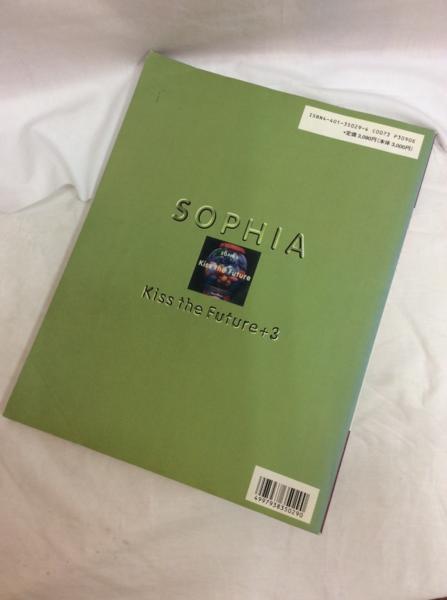 ISBN4-401-35029-6 C0073 P3090E
•定価3,090円(本体3,000円)
SOPHIA
Kiss the Future
Kiss the Future+3
4997938350290